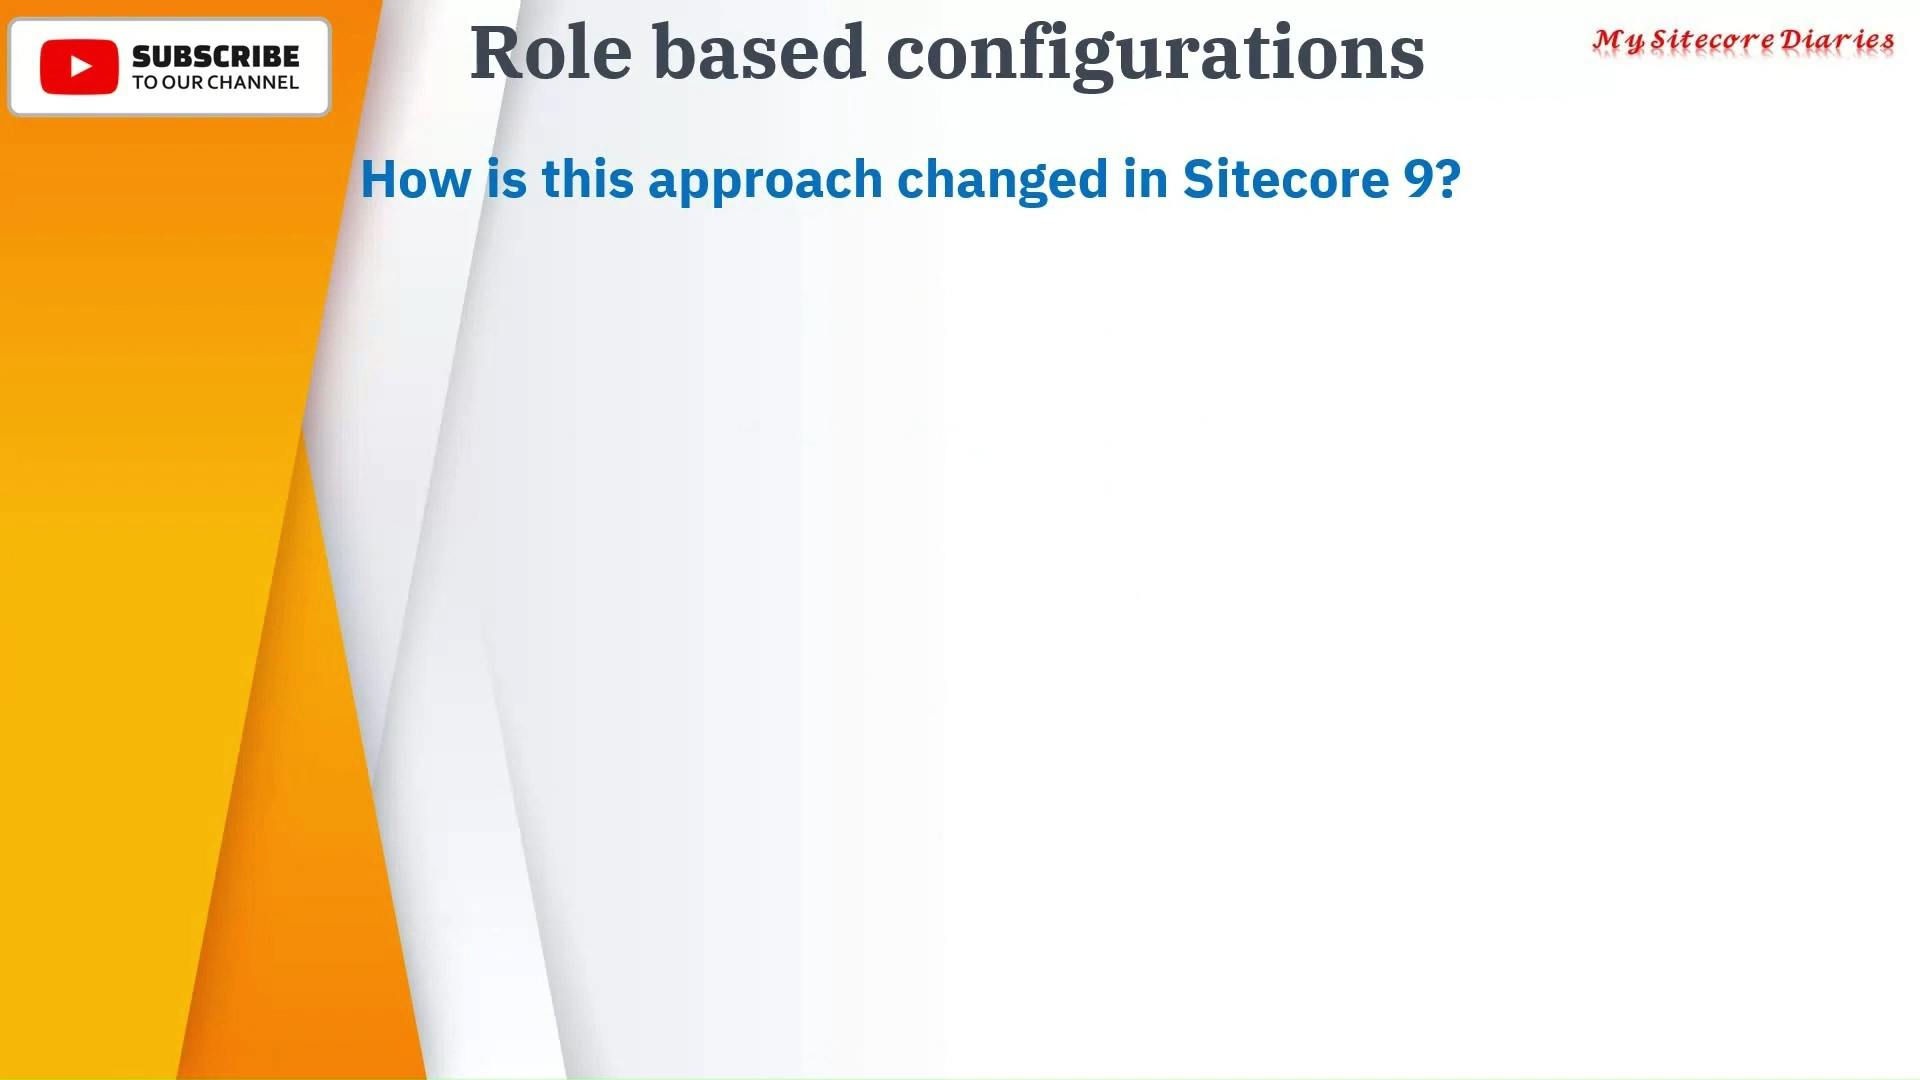 SUBSCRIBE
TO OUR CHANNEL
Role based configurations
My Sitecore Diaries
How is this approach changed in Sitecore 9?